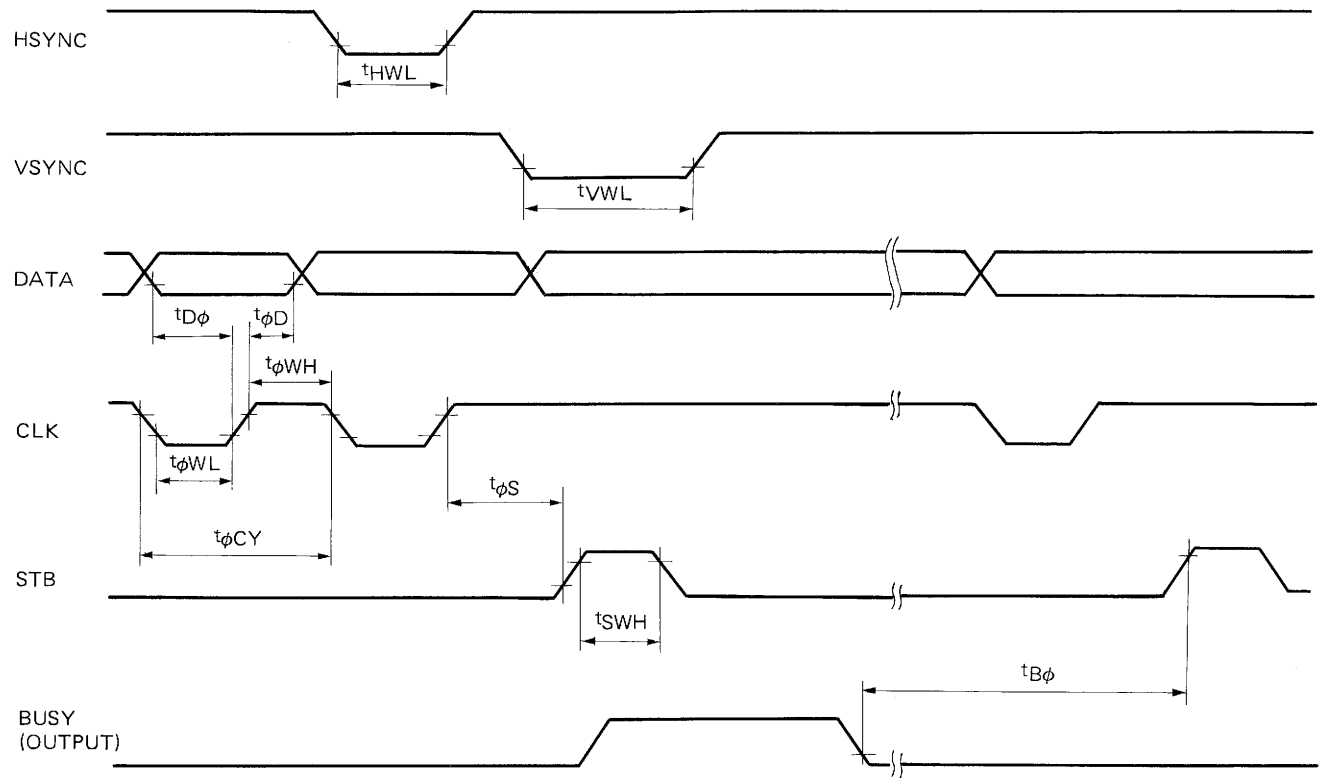 HSYNC
tHWL
VSYNC
tVWL
DATA
tDφ
tφD
tφWH
CLK
tφWL
tφS
tφCY
STB
tSWH
tBφ
BUSY
(OUTPUT)